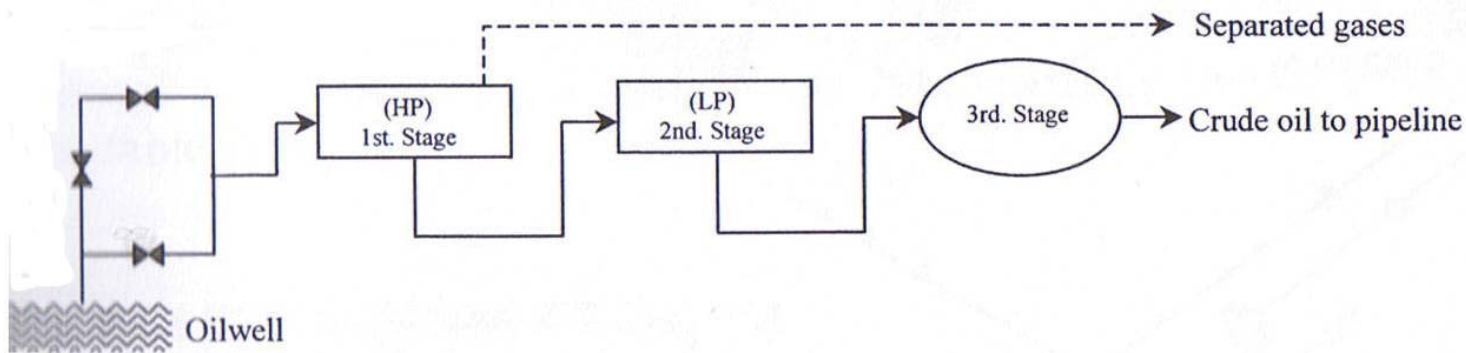 Separated gases
(HP)
1st. Stage
(LP)
2nd. Stage
3rd. Stage
Crude oil to pipeline
Oilwell